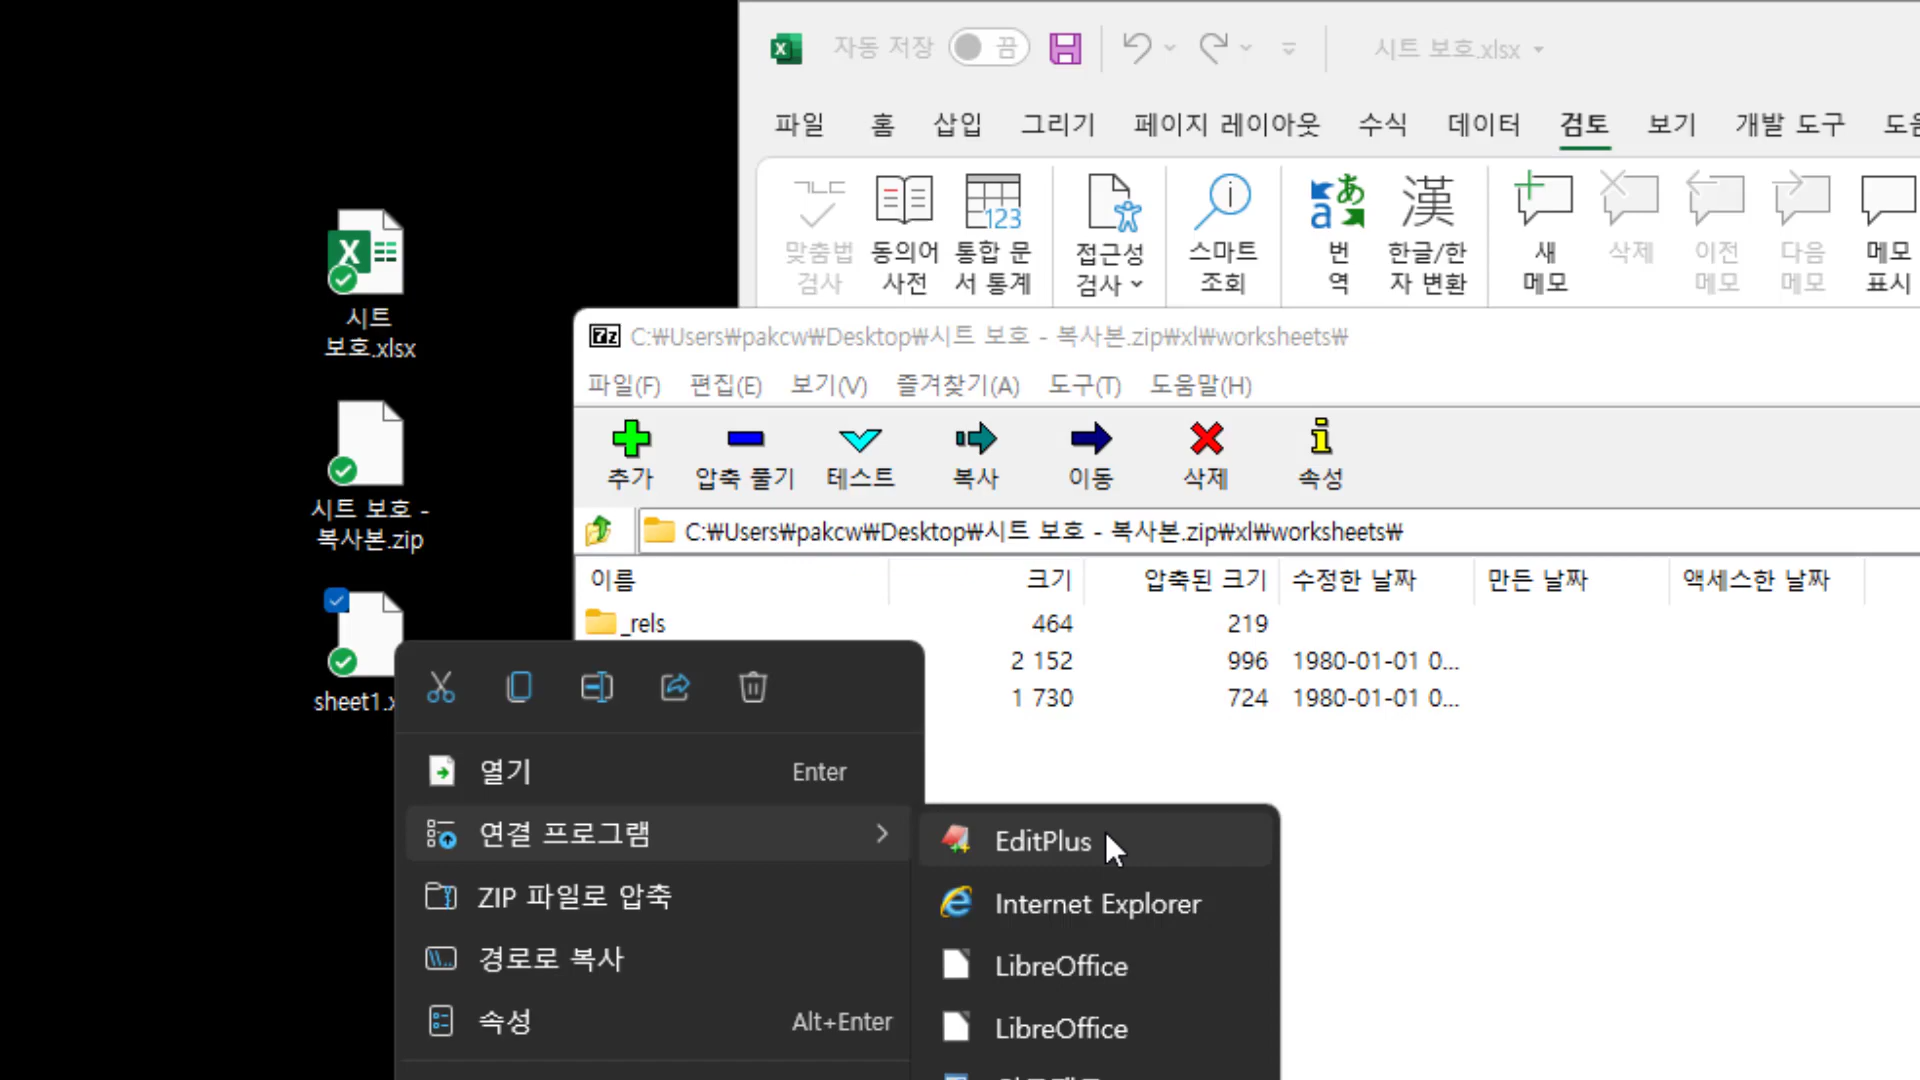 자동 저장 끔 시트 보호.xlsx
파일 홈 삽입 그리기 페이지 레이아웃 수식 데이터 검토 보기 개발 도구
맞춤법 검사
동의어 사전
통합 문서 통계
접근성 검사
스마트 조회
번역
한글/한자 변환
새 메모
삭제
이전 메모
다음 메모
메모 표시
시트
보호.xlsx
시트 보호 -
복사본.zip
sheet1.x
C:₩Users₩pakcw₩Desktop₩시트 보호 - 복사본.zip₩xl₩worksheets₩
파일(F) 편집(E) 보기(V) 즐겨찾기(A) 도구(T) 도움말(H)
추가 압축 풀기 테스트 복사 이동 삭제 속성
C:₩Users₩pakcw₩Desktop₩시트 보호 - 복사본.zip₩xl₩worksheets₩
이름 크기 압축된 크기 수정한 날짜 만든 날짜 액세스한 날짜
_rels 464 219
2 152 996 1980-01-01 0...
1 730 724 1980-01-01 0...
열기 Enter
연결 프로그램
ZIP 파일로 압축
경로로 복사
속성 Alt+Enter
EditPlus
Internet Explorer
LibreOffice
LibreOffice